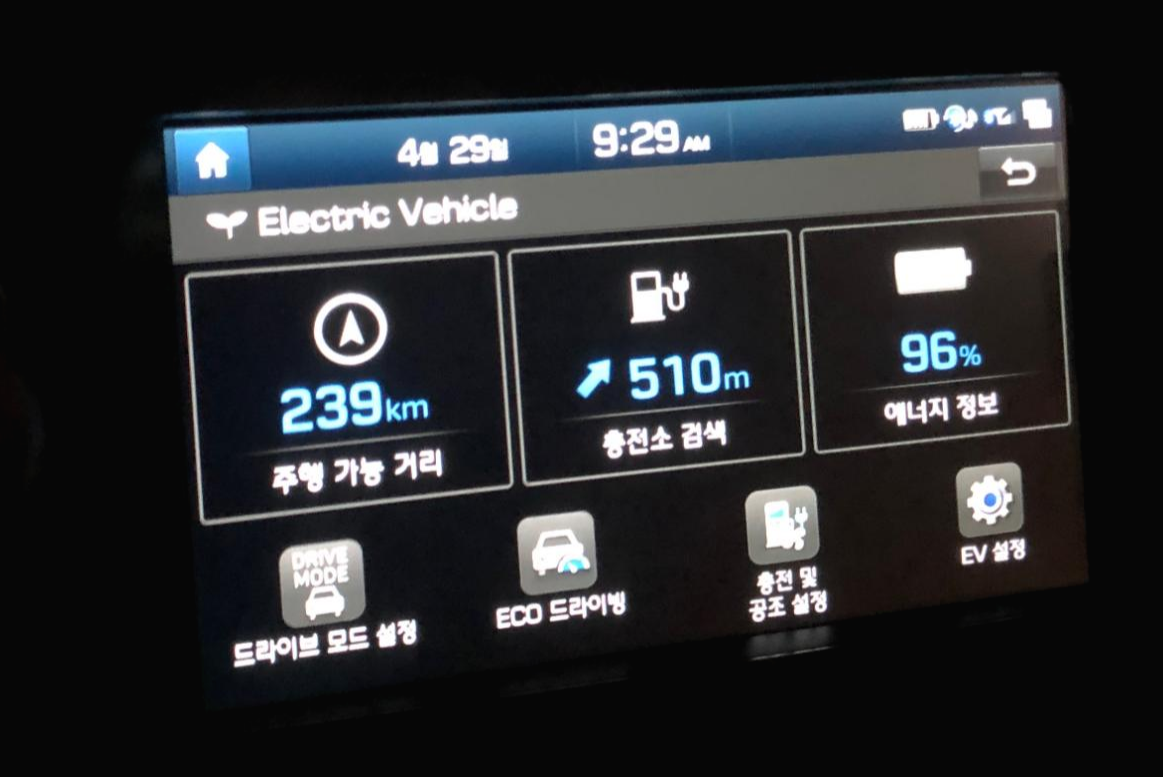 4월 29일 9:29 AM
Electric Vehicle
239km
510m
96%
주행 가능 거리
충전소 검색
에너지 정보
DRIVE
MODE
드라이브 모드 설정
ECO 드라이빙
충전 및
공조 설정
EV 설정